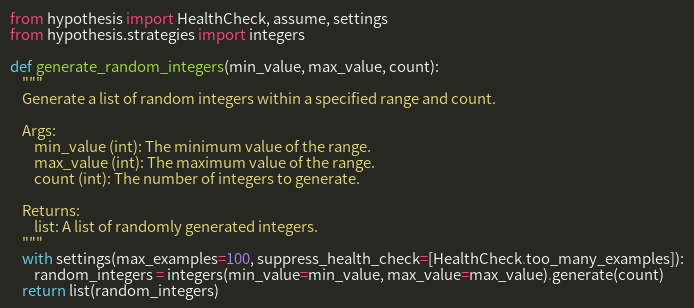 from hypothesis import HealthCheck, assume, settings
from hypothesis.strategies import integers
def generate_random_integers(min_value, max_value, count):
"""
Generate a list of random integers within a specified range and count.
Args:
min_value (int): The minimum value of the range.
max_value (int): The maximum value of the range.
count (int): The number of integers to generate.
Returns:
list: A list of randomly generated integers.
"""
with settings(max_examples=100, suppress_health_check=[HealthCheck.too_many_examples]):
random_integers = integers(min_value=min_value, max_value=max_value).generate(count)
return list(random_integers)